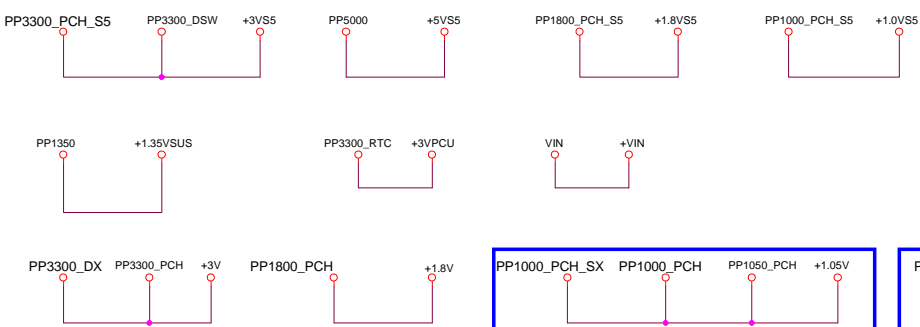 PP3300_PCH_S5 PP3300_DSW +3VS5 PP5000 +5VS5 PP1800_PCH_S5 +1.8VS5 PP1000_PCH_S5 +1.0VS5
PP1350 +1.35VSUS PP3300_RTC +3VPCU VIN +VIN
PP3300_DX PP3300_PCH +3V PP1800_PCH +1.8V PP1000_PCH_SX PP1000_PCH PP1050_PCH +1.05V